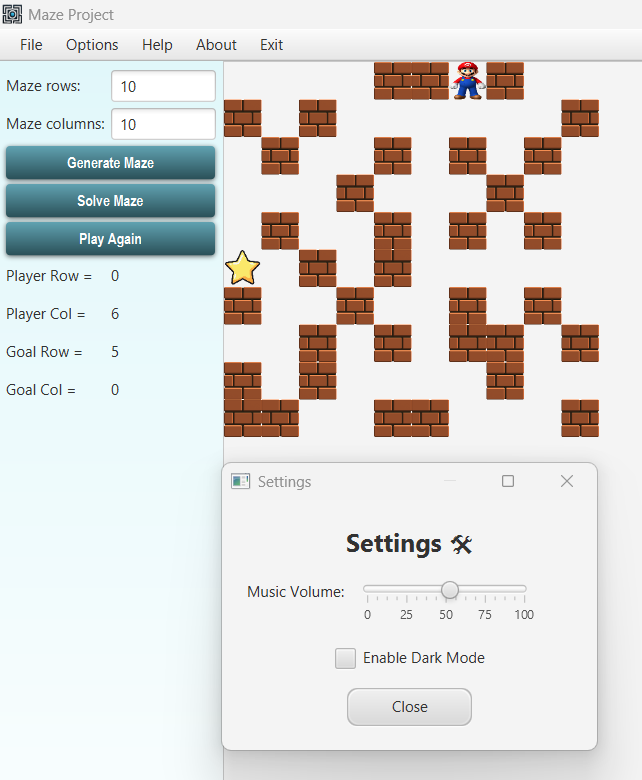 Maze Project
File Options Help About Exit
Maze rows: 10
Maze columns: 10
Generate Maze
Solve Maze
Play Again
Player Row = 0
Player Col = 6
Goal Row = 5
Goal Col = 0
Settings
Settings 🛠
Music Volume:
0 25 50 75 100
Enable Dark Mode
Close